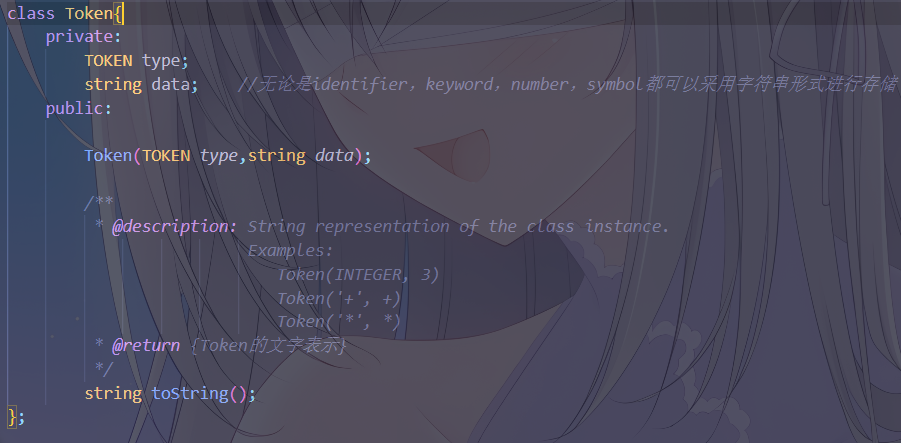 class Token{
private:
TOKEN type;
string data; //无论是identifier，keyword，number，symbol都可以采用字符串形式进行存储
public:
Token(TOKEN type,string data);
/**
* @description: String representation of the class instance.
Examples:
Token(INTEGER, 3)
Token('+', +)
Token('*', *)
* @return {Token的文字表示}
*/
string toString();
};